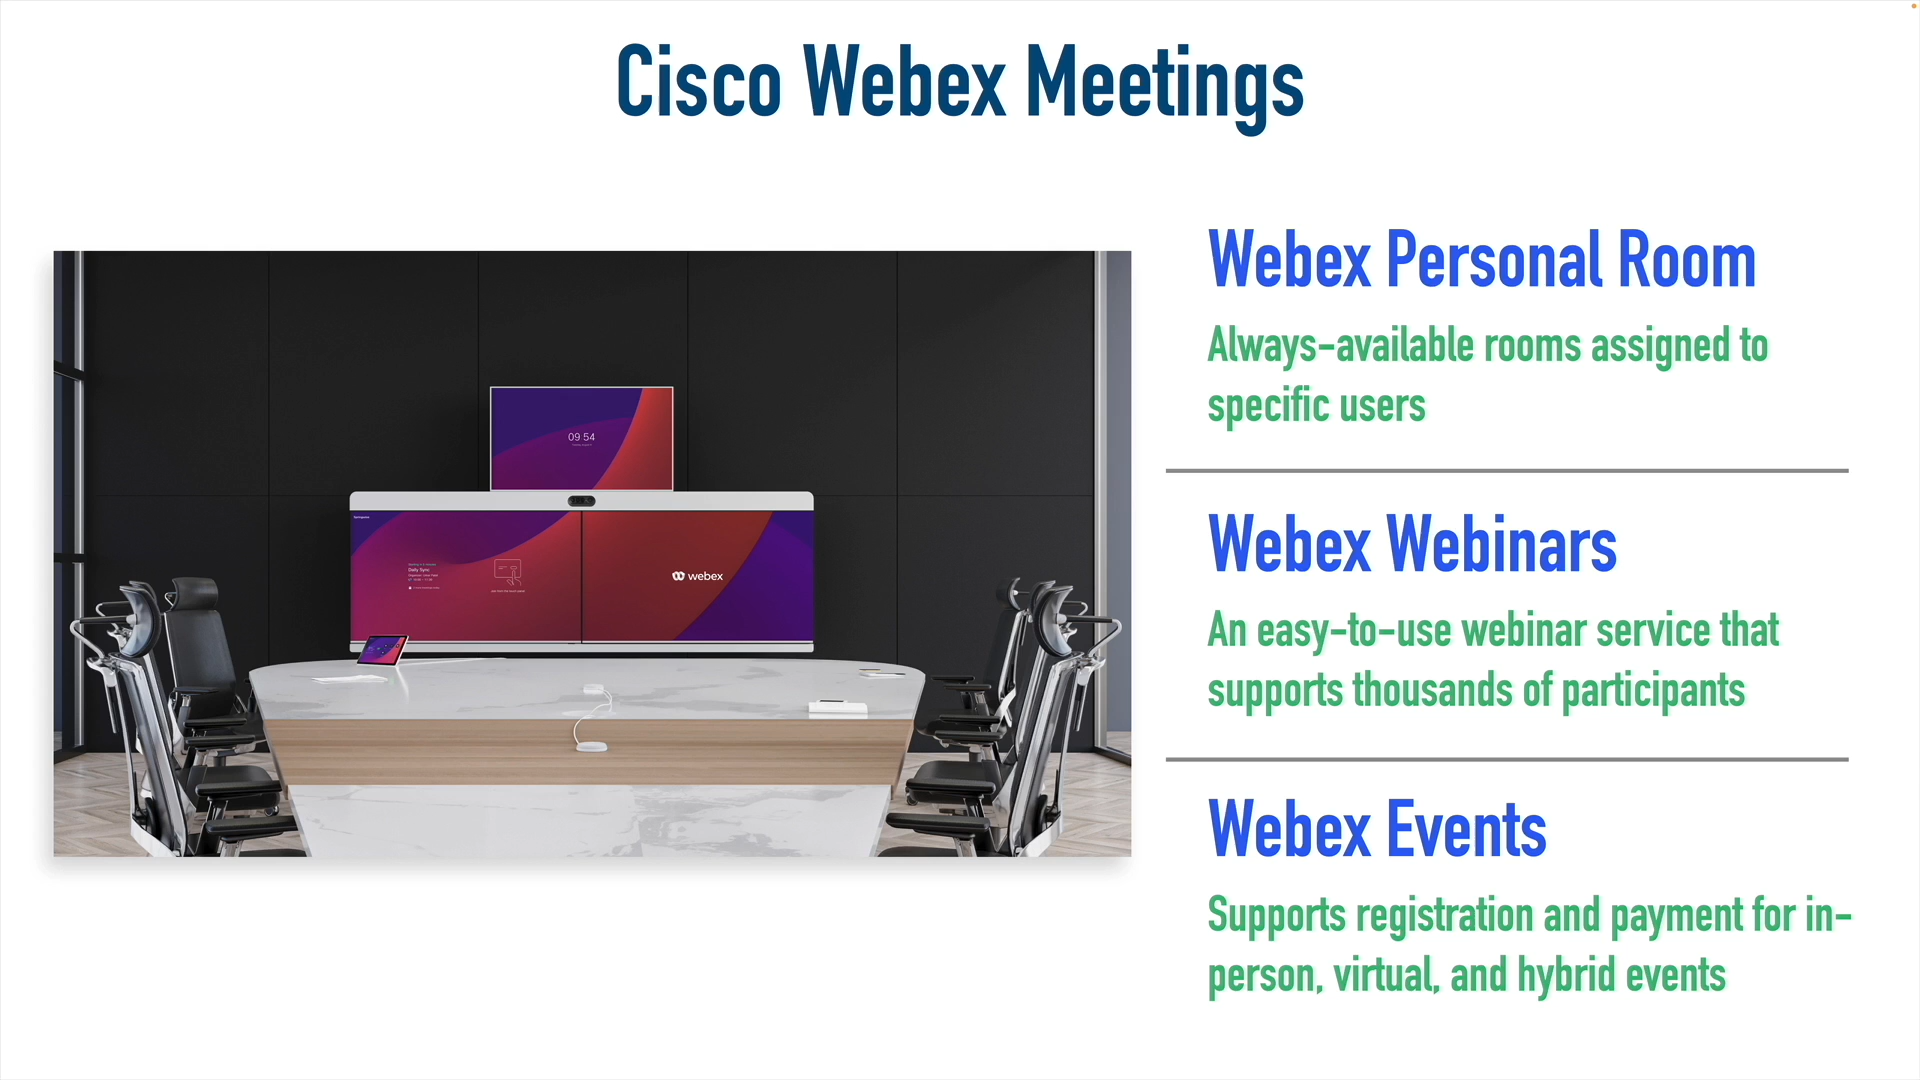 Cisco Webex Meetings
Webex Personal Room
Always-available rooms assigned to
specific users
Webex Webinars
An easy-to-use webinar service that
supports thousands of participants
Webex Events
Supports registration and payment for in-
person, virtual, and hybrid events
09 54
Daily Sync
webex